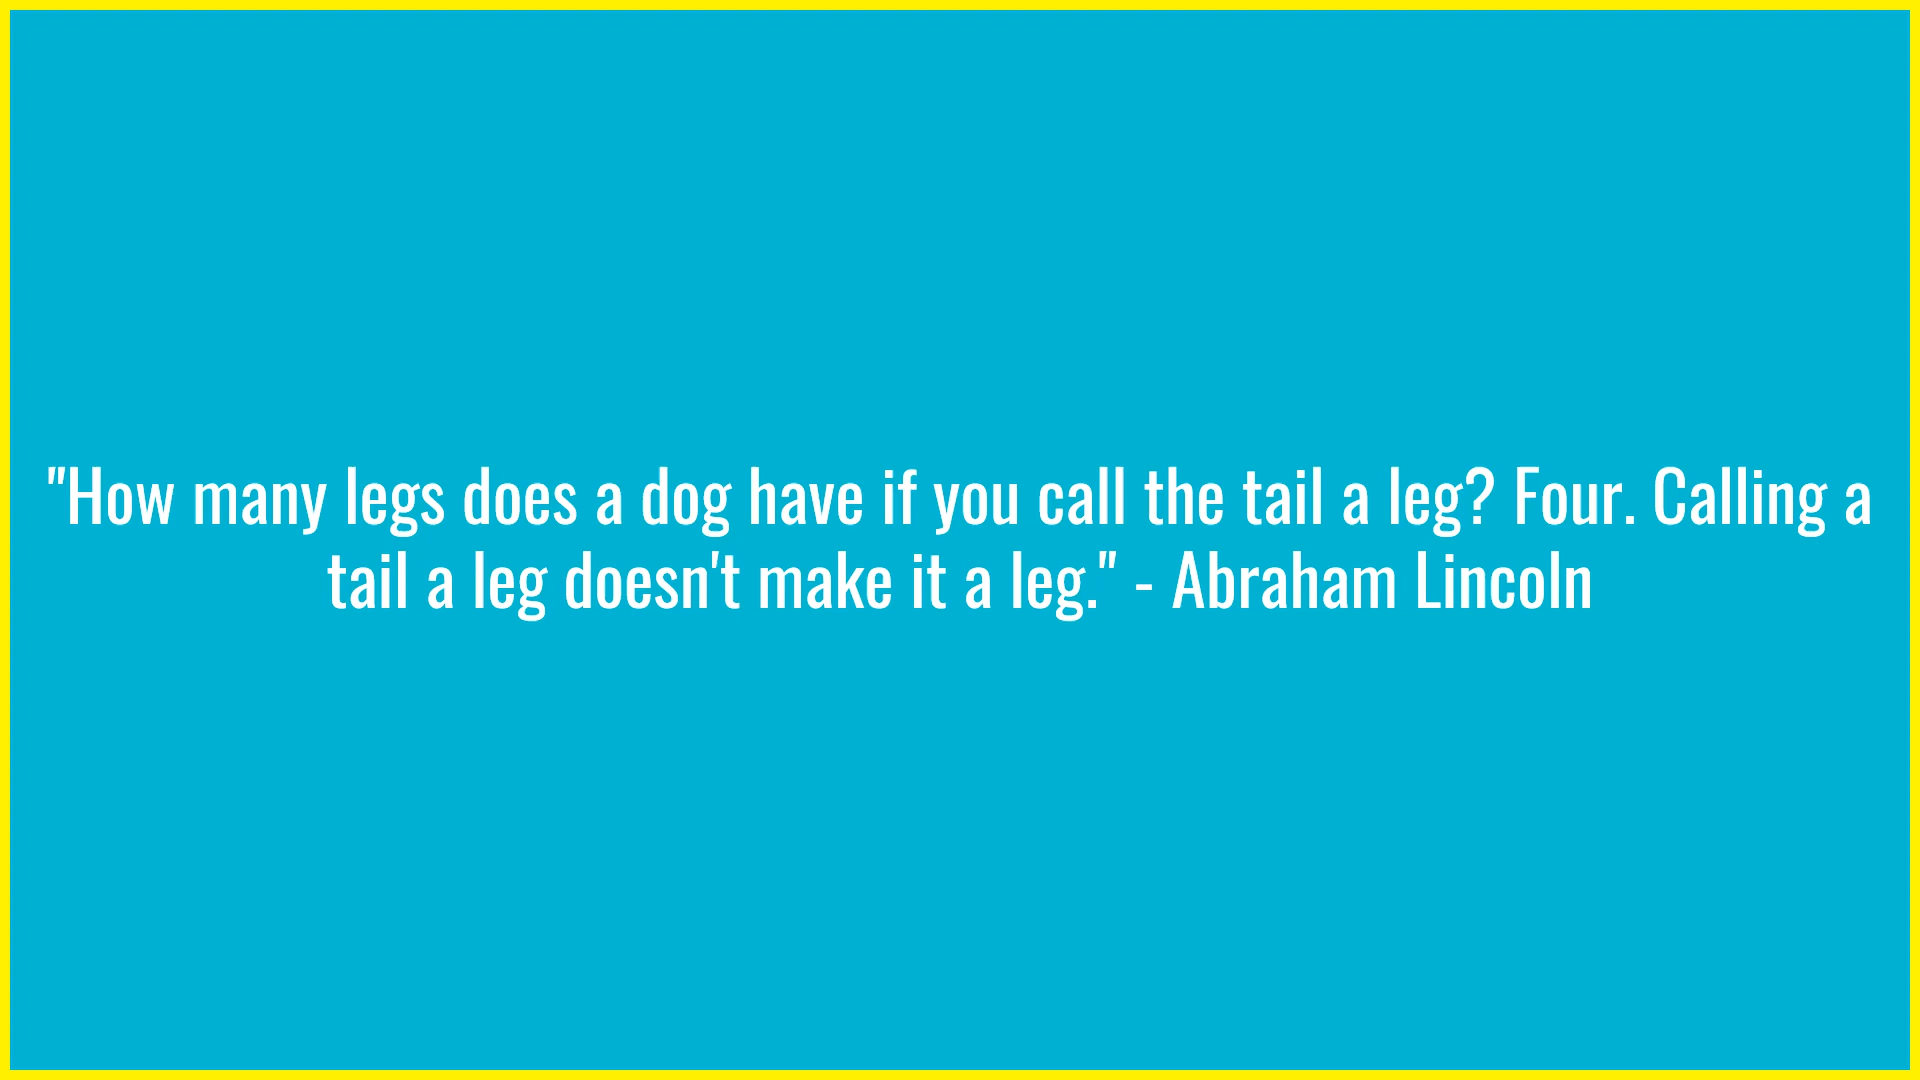 "How many legs does a dog have if you call the tail a leg? Four. Calling a
tail a leg doesn't make it a leg." - Abraham Lincoln